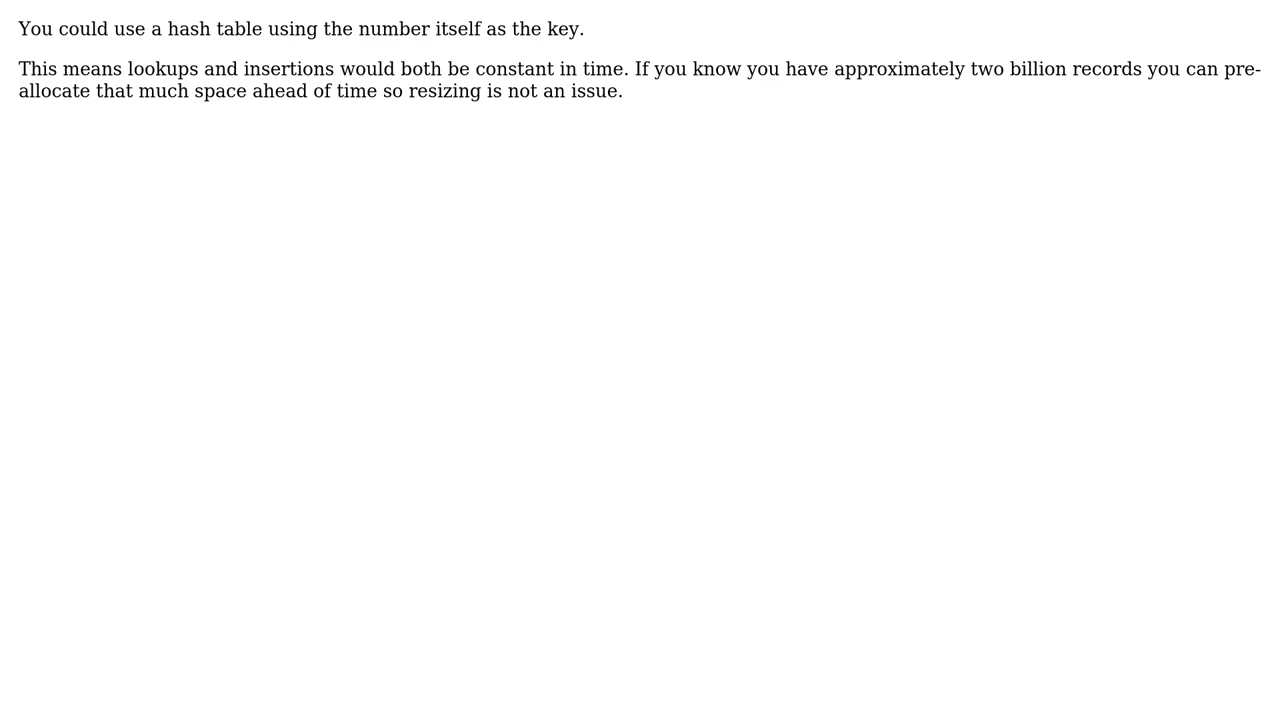 You could use a hash table using the number itself as the key.
This means lookups and insertions would both be constant in time. If you know you have approximately two billion records you can pre-
allocate that much space ahead of time so resizing is not an issue.